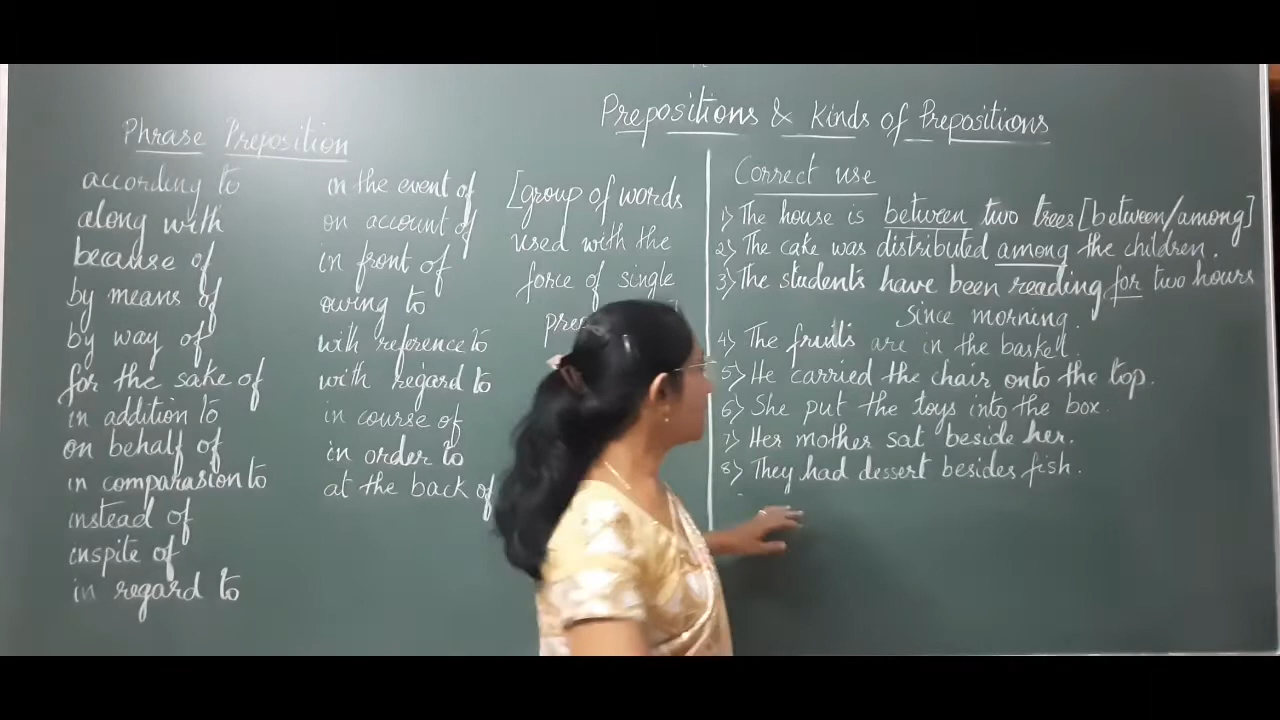 Prepositions & Kinds of Prepositions
Phrase Preposition
according to
along with
because of
by means of
by way of
for the sake of
in addition to
on behalf of
in comparasion to
instead of
inspite of
in regard to
in the event of
on account of
in front of
owing to
with reference to
with regard to
in course of
in order to
at the back of
[group of words
used with the
force of single
Correct use
1) The house is between two trees [between/among]
2) The cake was distributed among the children.
3) The students have been reading for two hours
since morning.
4) The fruits are in the basket.
5) He carried the chair onto the top.
6) She put the toys into the box.
7) Her mother sat beside her.
8) They had dessert besides fish.